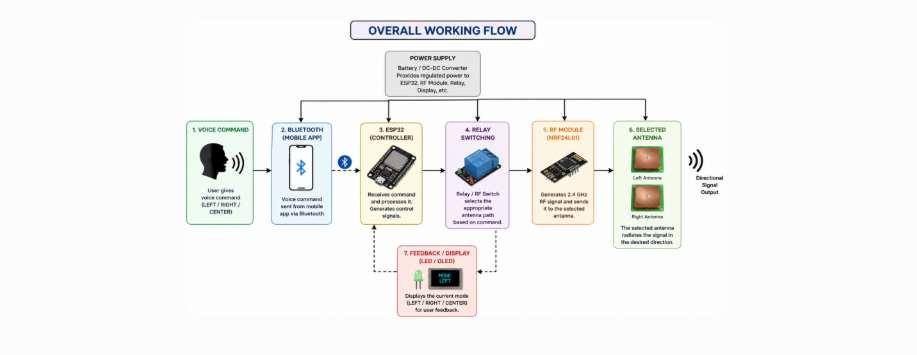 OVERALL WORKING FLOW
POWER SUPPLY
Battery / DC-DC Converter
Provides regulated power to
ESP32, RF Module, Relay,
Display, etc.
1. VOICE COMMAND
User gives
voice command
(LEFT / RIGHT /
CENTER)
2. BLUETOOTH
(MOBILE APP)
Voice command
sent from mobile
app via Bluetooth
3. ESP32
(CONTROLLER)
Receives command
and processes it.
Generates control
signals.
4. RELAY
SWITCHING
Relay / RF Switch
selects the
appropriate
antenna path
based on command.
5. RF MODULE
(NRF24L01)
Generates 2.4 GHz
RF signal and sends
it to the selected
antenna.
6. SELECTED
ANTENNA
Left Antenna
Right Antenna
The selected antenna
radiates the signal in
the desired direction.
Directional
Signal
Output
7. FEEDBACK / DISPLAY
(LED / OLED)
MODE:
LEFT
Displays the current mode
(LEFT / RIGHT / CENTER)
for user feedback.